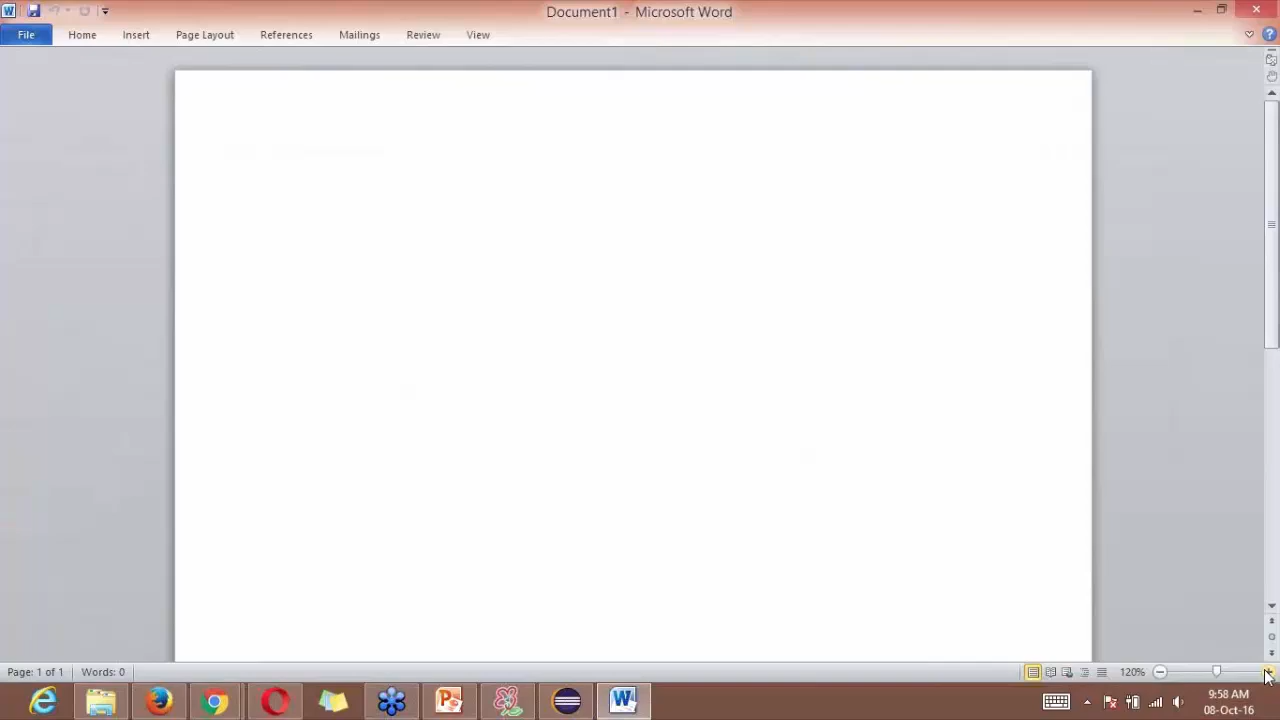 Document1 - Microsoft Word
File Home Insert Page Layout References Mailings Review View
Page: 1 of 1 Words: 0 120%
9:58 AM
08-Oct-16